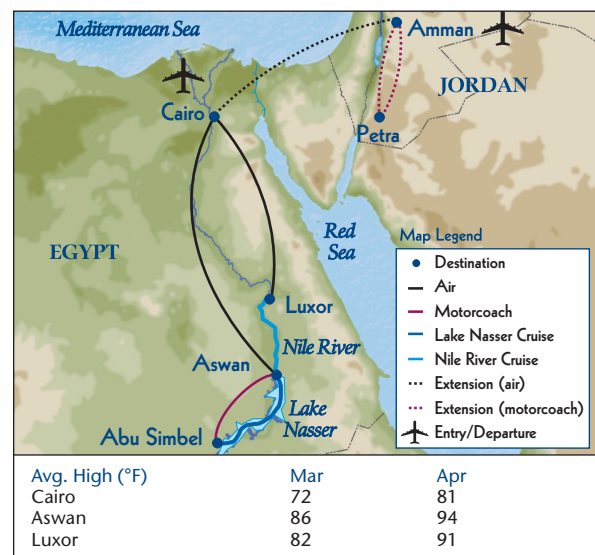 Mediterranean Sea
Amman
JORDAN
Cairo
Petra
Red
Sea
EGYPT
Map Legend
Destination
Air
Motorcoach
Lake Nasser Cruise
Nile River Cruise
Extension (air)
Extension (motorcoach)
Entry/Departure
Luxor
Nile River
Aswan
Lake
Nasser
Abu Simbel
Avg. High (°F) Mar Apr
Cairo 72 81
Aswan 86 94
Luxor 82 91